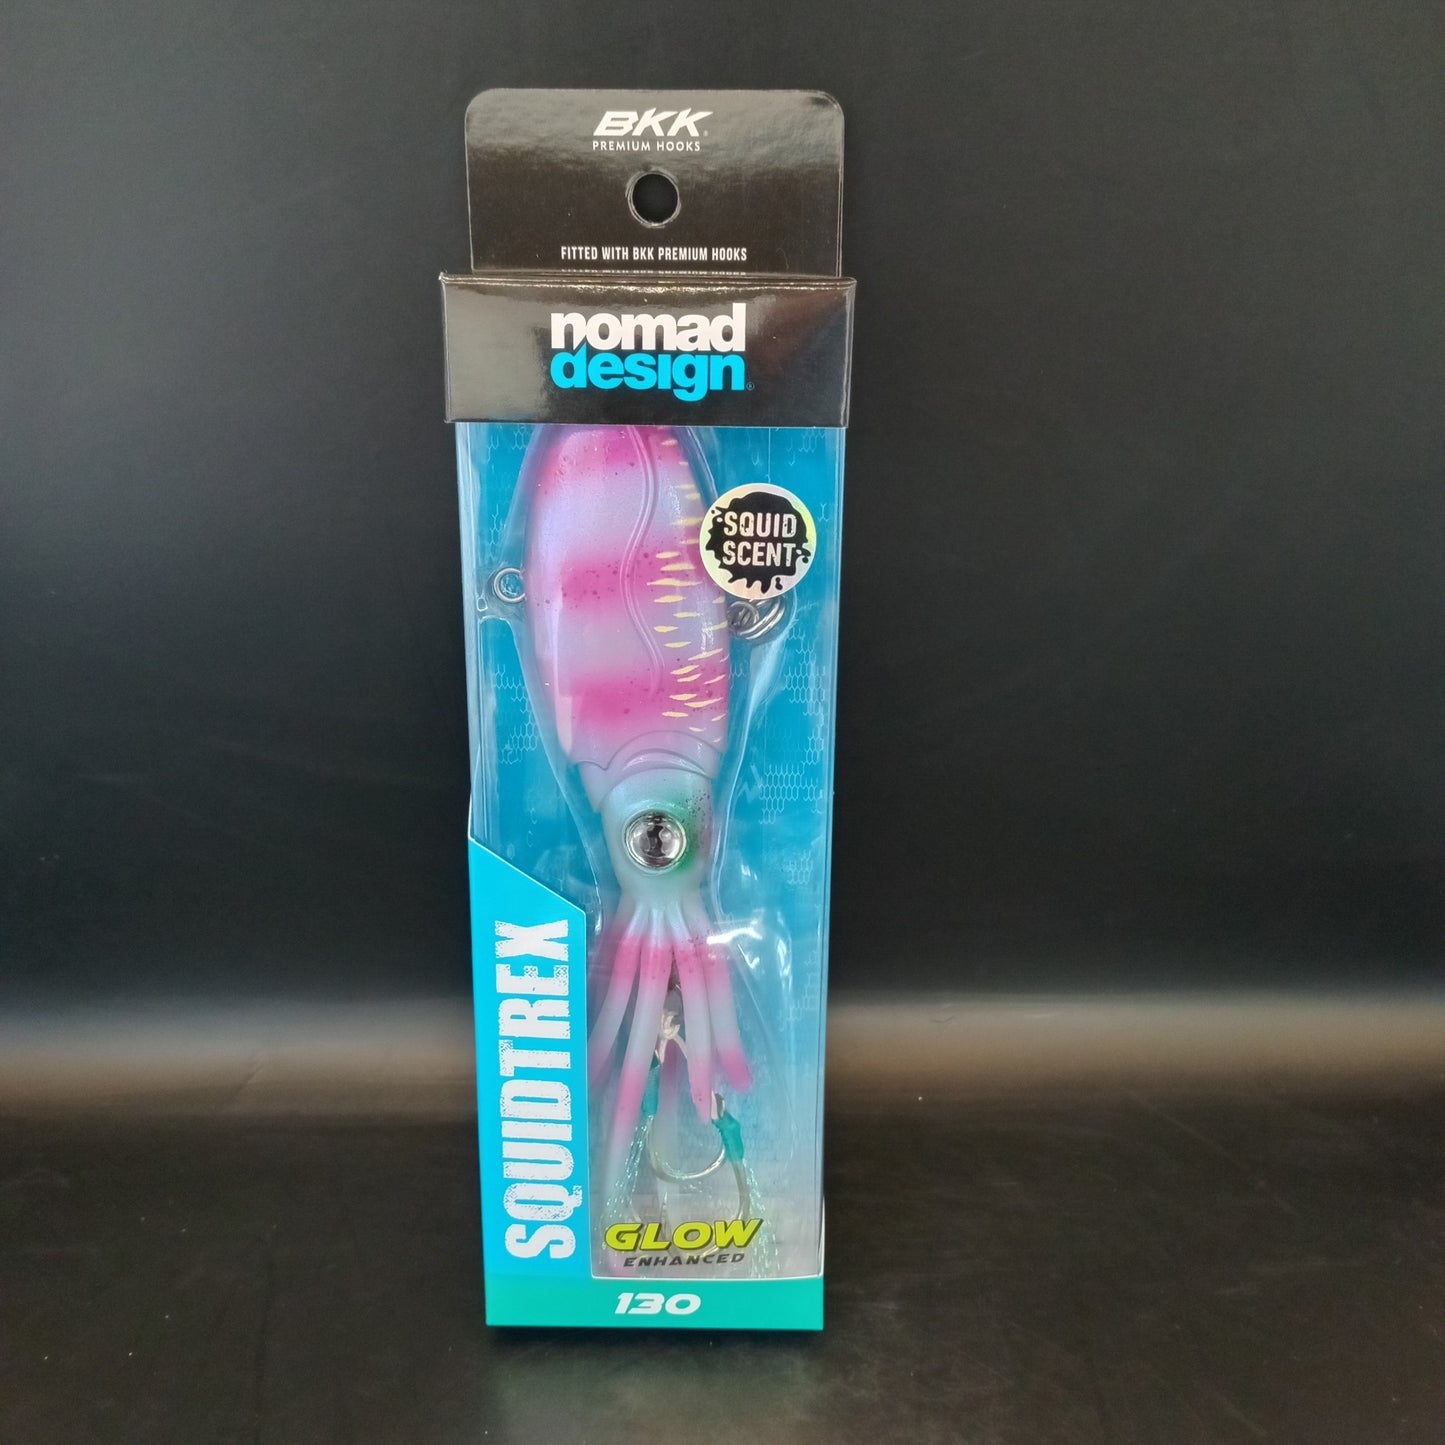 BKK®
PREMIUM HOOKS
FITTED WITH BKK PREMIUM HOOKS
nomad
design®
SQUID
SCENT
SQUIDTREX
GLOW
ENHANCED
130